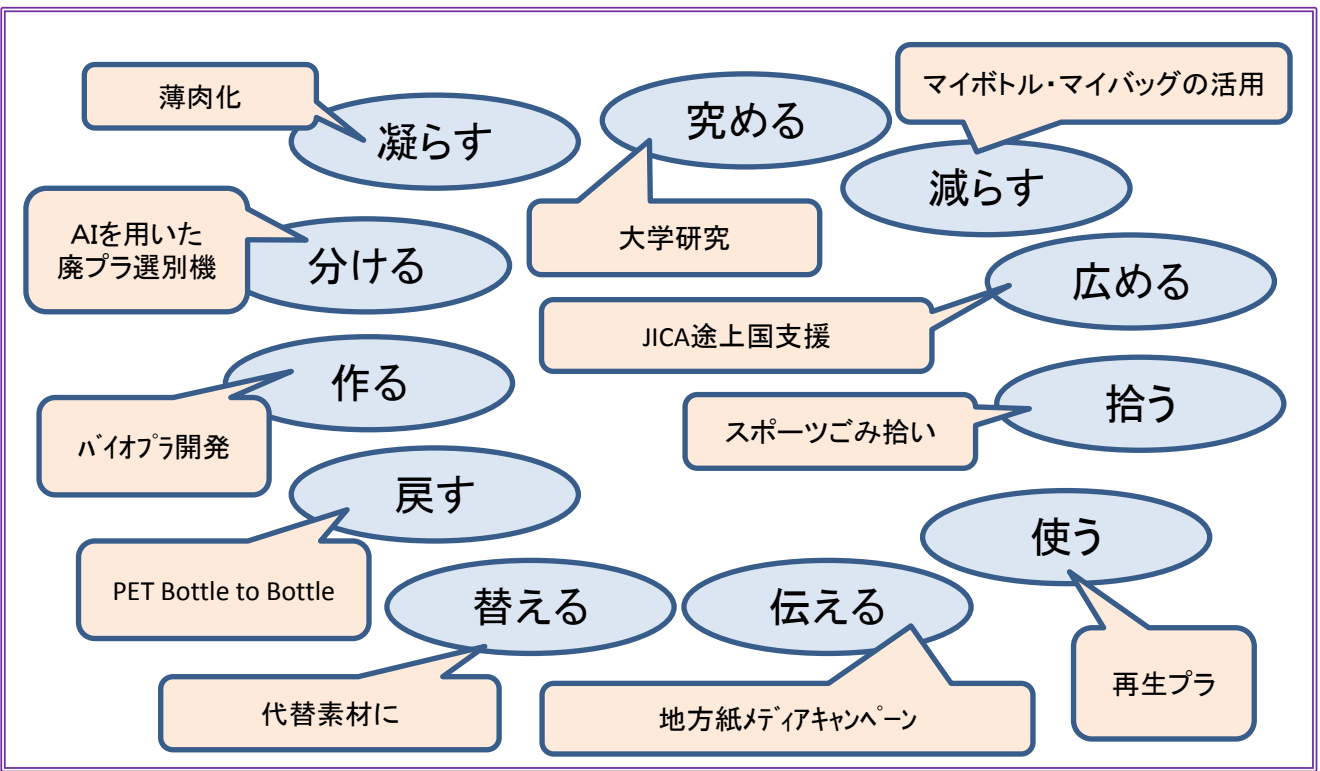 薄肉化
凝らす
究める
マイボトル・マイバッグの活用
減らす
AIを用いた
廃プラ選別機
分ける
大学研究
広める
JICA途上国支援
作る
ﾊﾞｲｵﾌﾟﾗ開発
拾う
スポーツごみ拾い
戻す
PET Bottle to Bottle
使う
再生プラ
替える
代替素材に
伝える
地方紙ﾒﾃﾞｨｱｷｬﾝﾍﾟｰﾝ